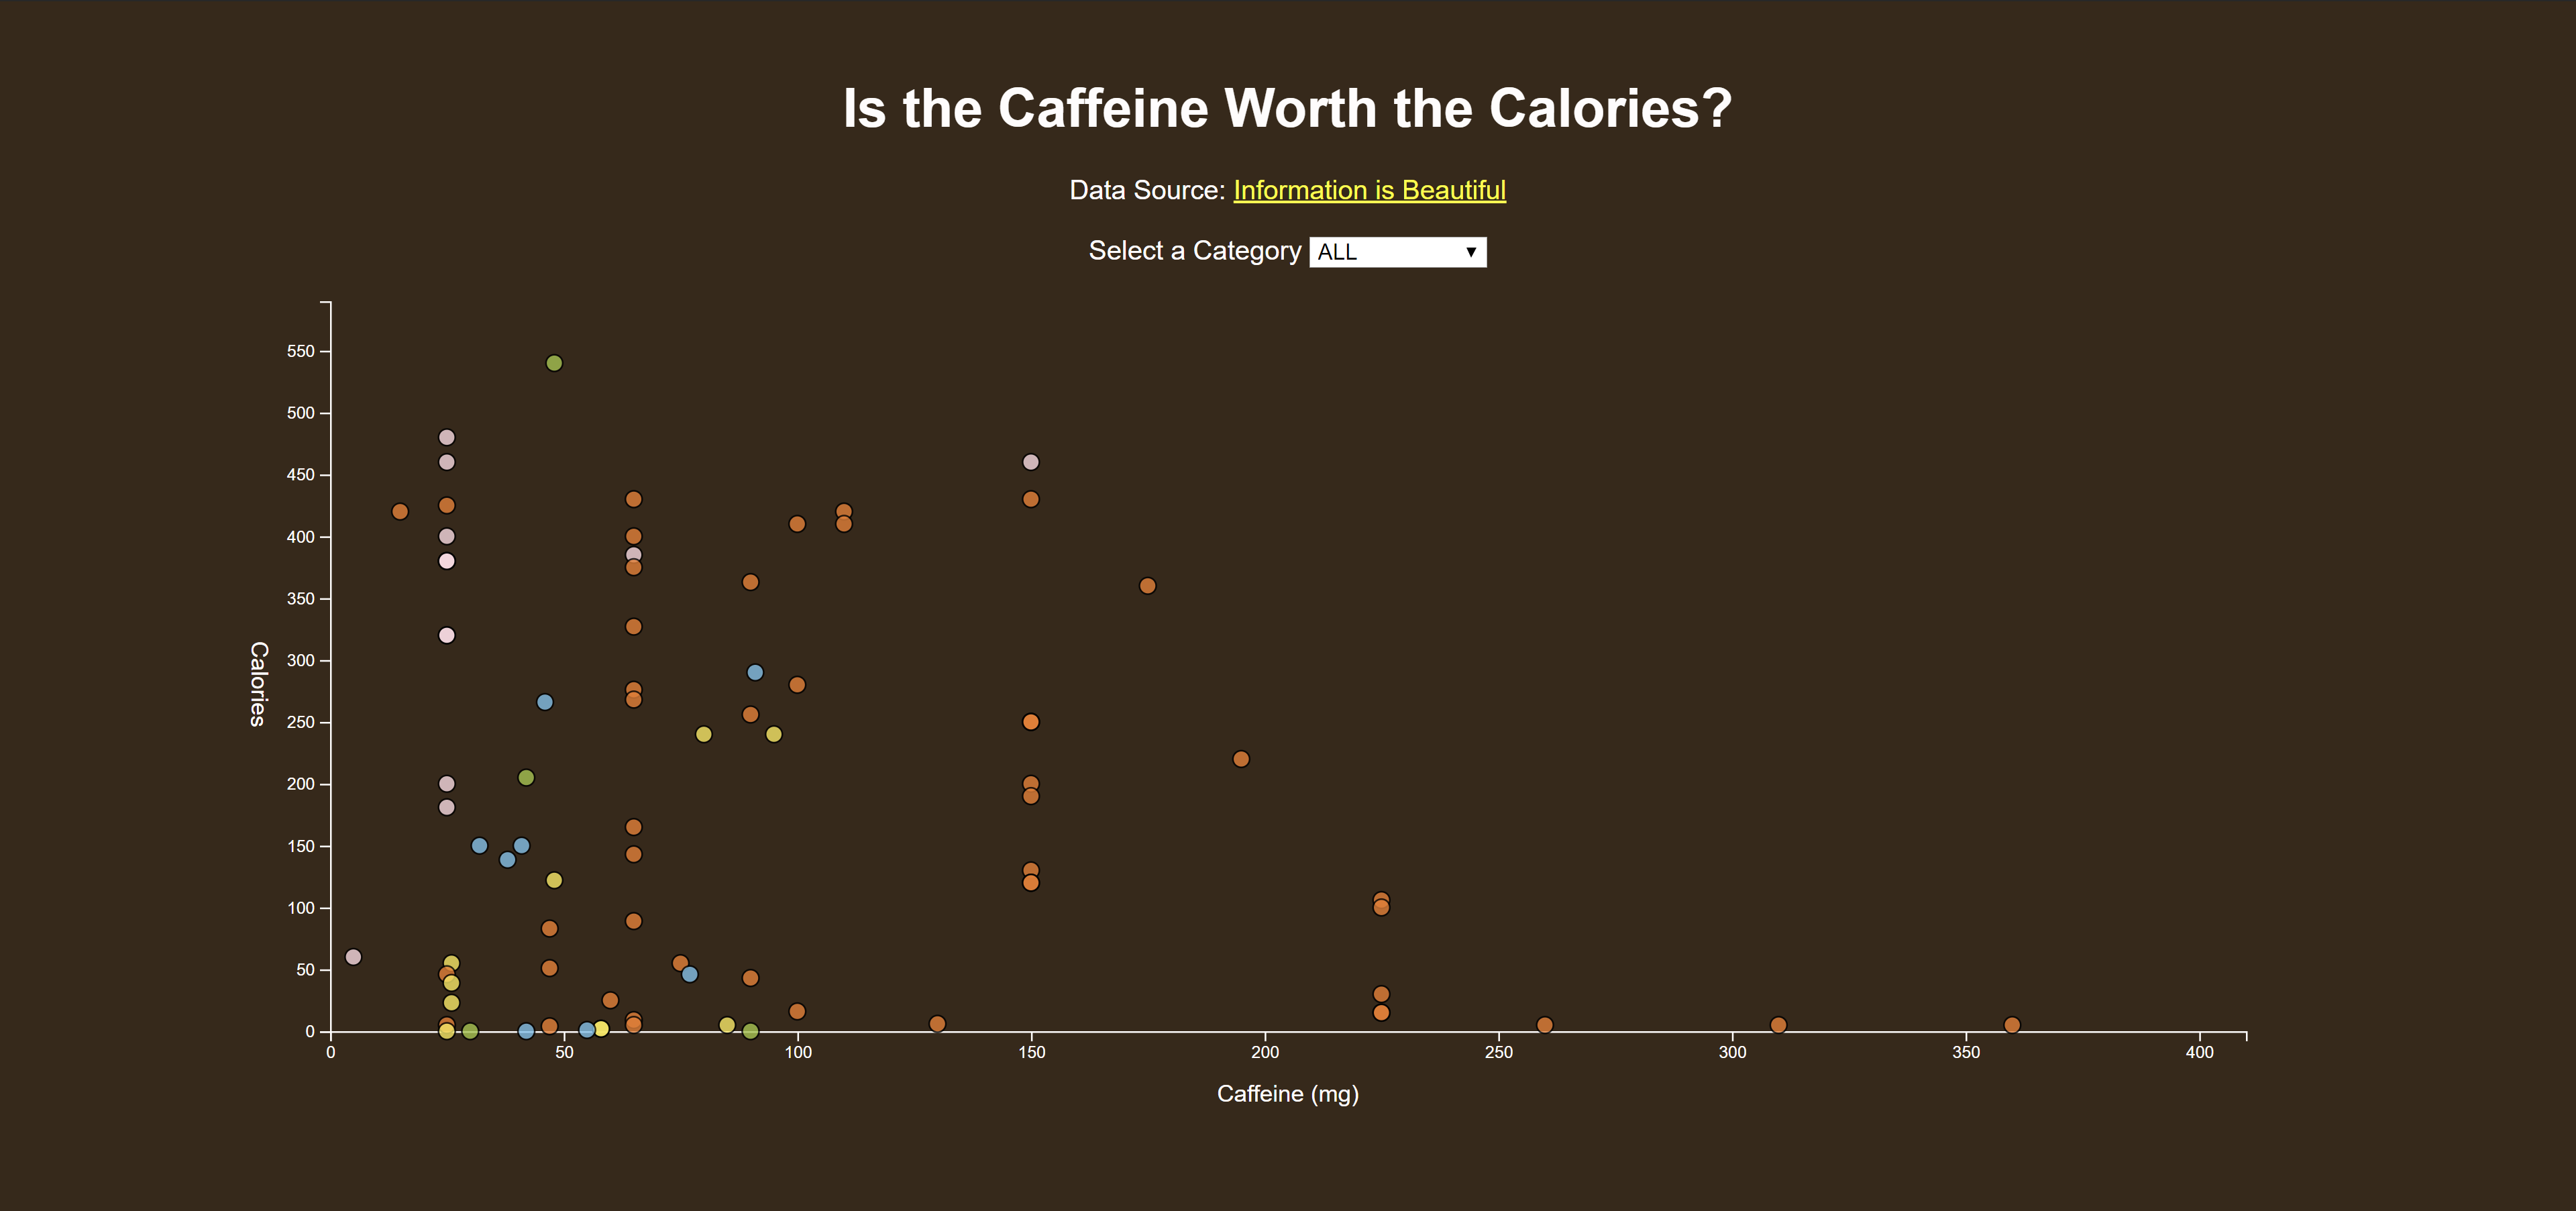 Is the Caffeine Worth the Calories?
Data Source: Information is Beautiful
Select a Category ALL
550
500
450
400
350
300
250
200
150
100
50
0
Calories
0 50 100 150 200 250 300 350 400
Caffeine (mg)